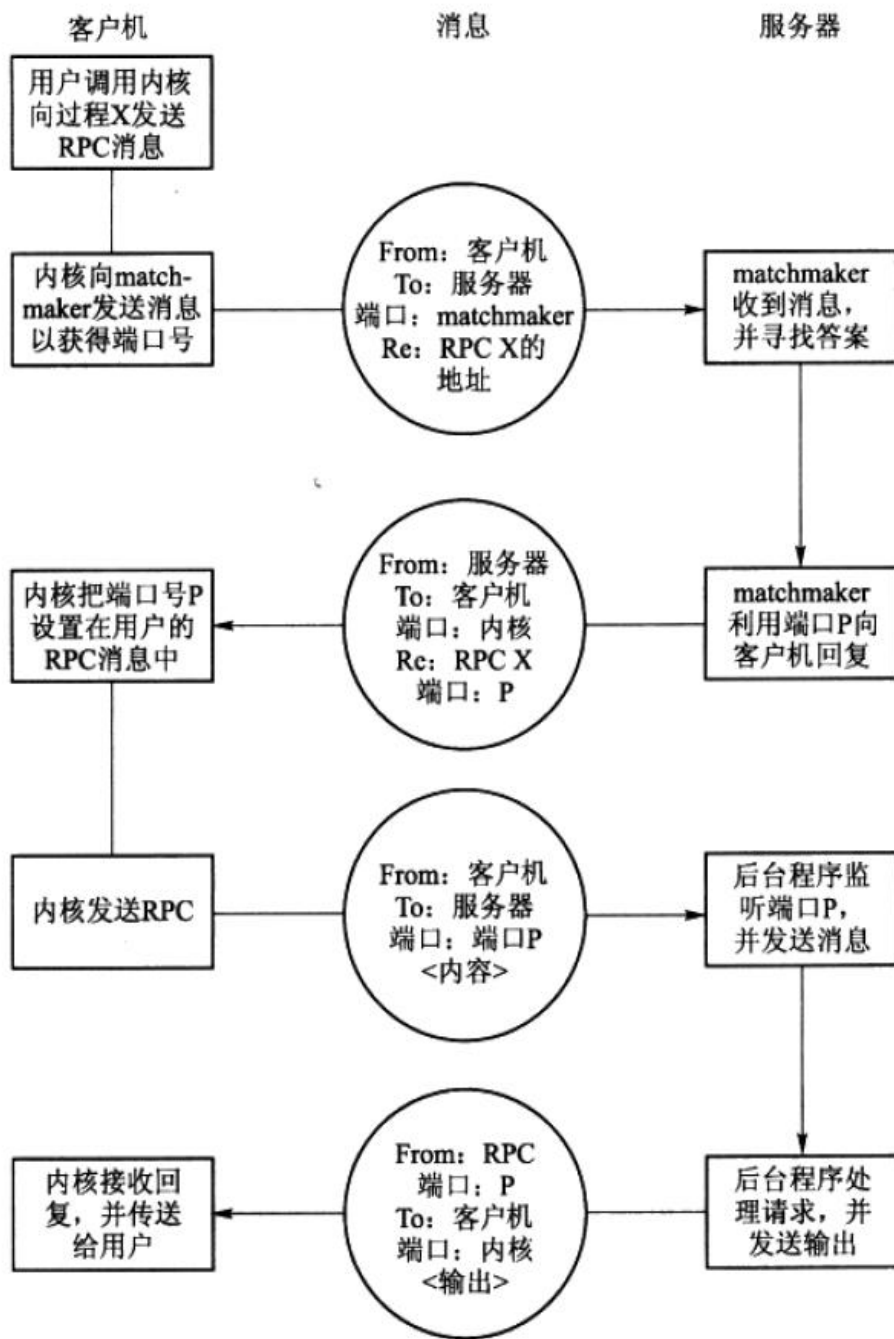 客户机
消息
服务器
用户调用内核
向过程X发送
RPC消息
内核向match-
maker发送消息
以获得端口号
From：客户机
To：服务器
端口：matchmaker
Re：RPC X的
地址
matchmaker
收到消息，
并寻找答案
内核把端口号P
设置在用户的
RPC消息中
From：服务器
To：客户机
端口：内核
Re：RPC X
端口：P
matchmaker
利用端口P向
客户机回复
内核发送RPC
From：客户机
To：服务器
端口：端口P
<内容>
后台程序监
听端口P，
并发送消息
内核接收回
复，并传送
给用户
From：RPC
端口：P
To：客户机
端口：内核
<输出>
后台程序处
理请求，并
发送输出